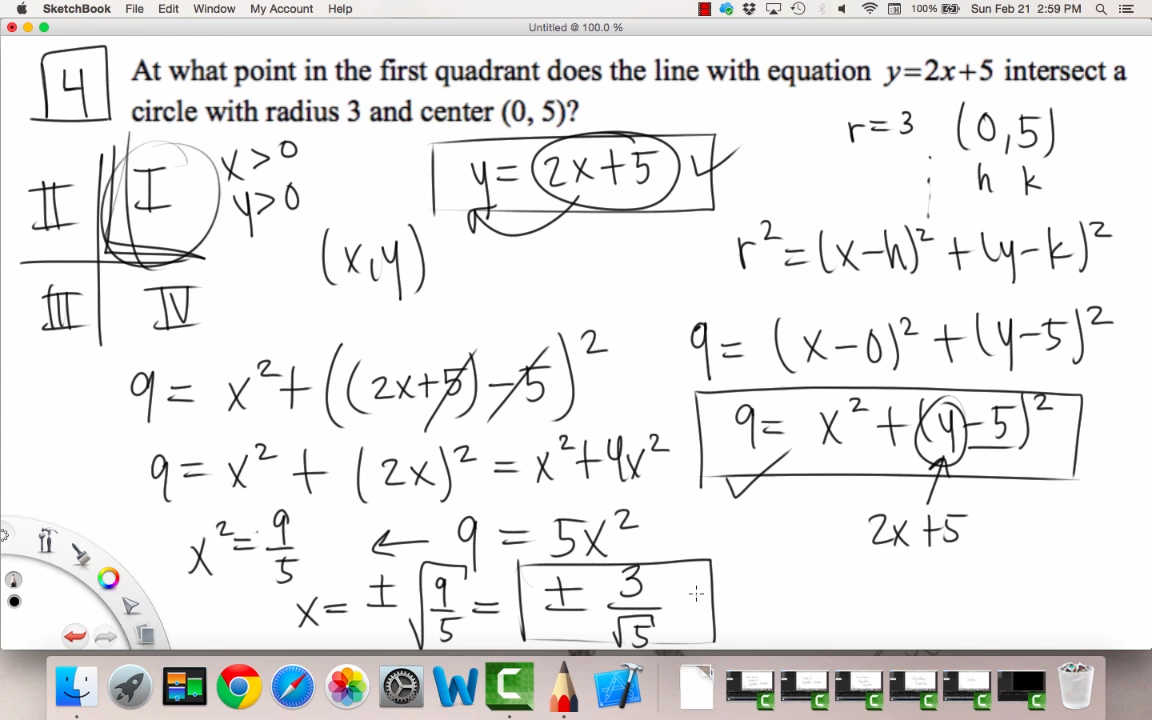 SketchBook File Edit Window My Account Help 100% Sun Feb 21 2:59 PM
Untitled @ 100.0 %
4
At what point in the first quadrant does the line with equation y=2x+5 intersect a
circle with radius 3 and center (0, 5)?
r=3 (0,5)
h k
I x>0
II y>0
III IV
y= 2x+5
(x,y)
r²=(x-h)²+(y-k)²
9=(x-0)²+(y-5)²
9= x²+(y-5)²
2x+5
9= x²+((2x+5)-5)²
9=x²+(2x)²=x²+4x²
x²=9/5 ← 9=5x²
x=±√9/5=± 3/√5